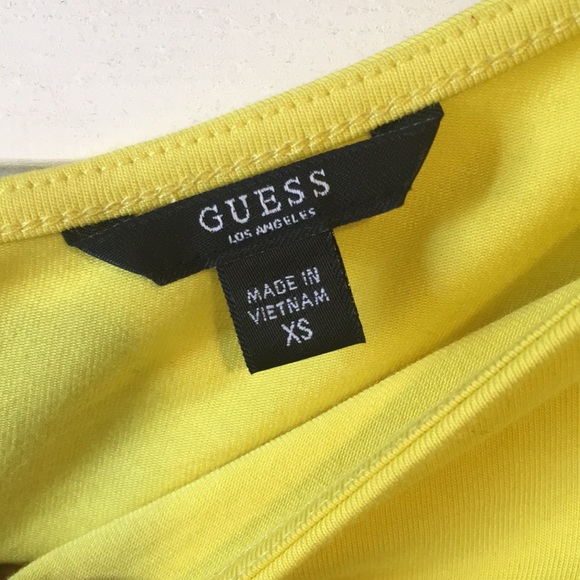 GUESS
LOS ANGELES
MADE IN
VIETNAM
XS